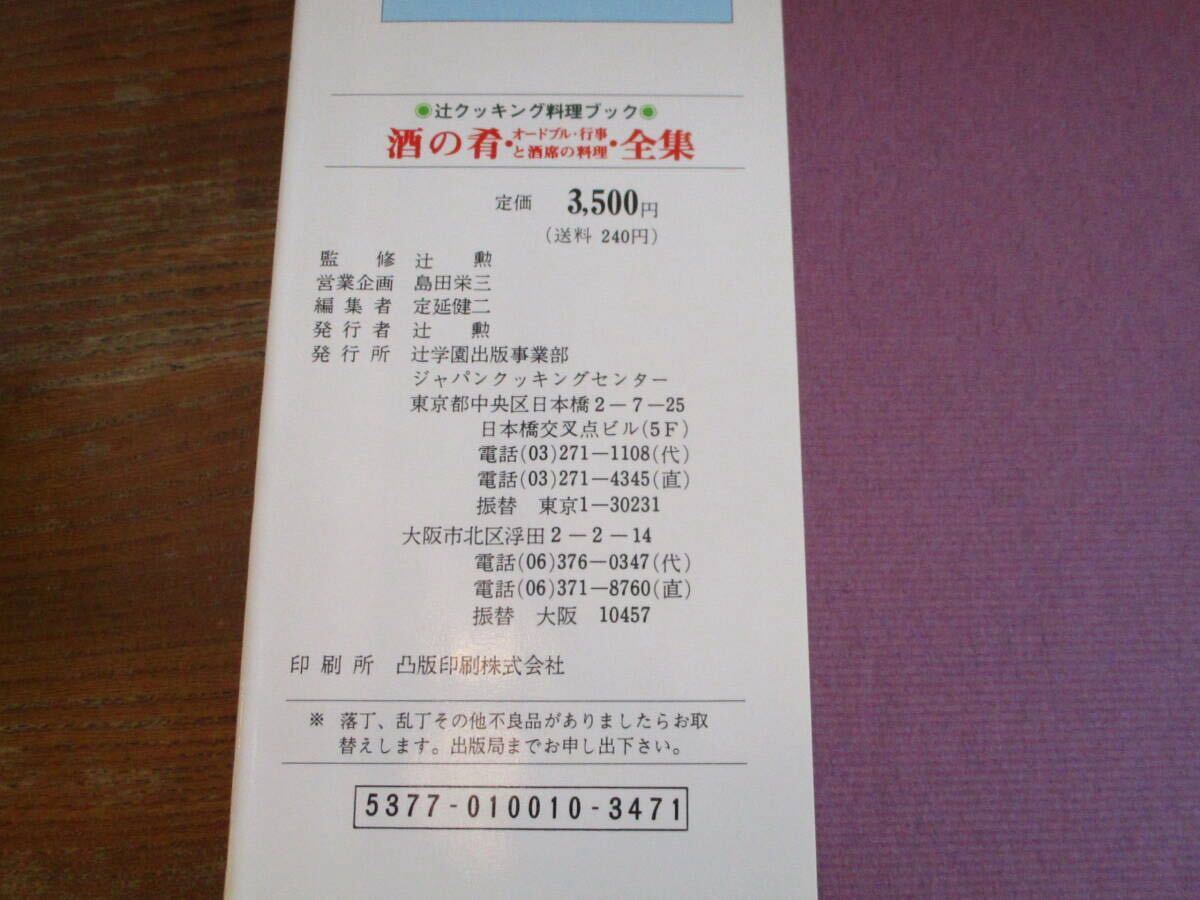 ◉辻クッキング料理ブック◉
酒の肴・オードブル・行事と酒席の料理・全集
定価 3,500円
(送料 240円)
監修 辻 勲
営業企画 島田栄三
編集者 定延健二
発行者 辻 勲
発行所 辻学園出版事業部
ジャパンクッキングセンター
東京都中央区日本橋2-7-25
日本橋交叉点ビル(5F)
電話(03)271-1108(代)
電話(03)271-4345(直)
振替 東京1-30231
大阪市北区浮田2-2-14
電話(06)376-0347(代)
電話(06)371-8760(直)
振替 大阪 10457
印刷所 凸版印刷株式会社
※ 落丁、乱丁その他不良品がありましたらお取
替えします。出版局までお申し出下さい。
5377-010010-3471